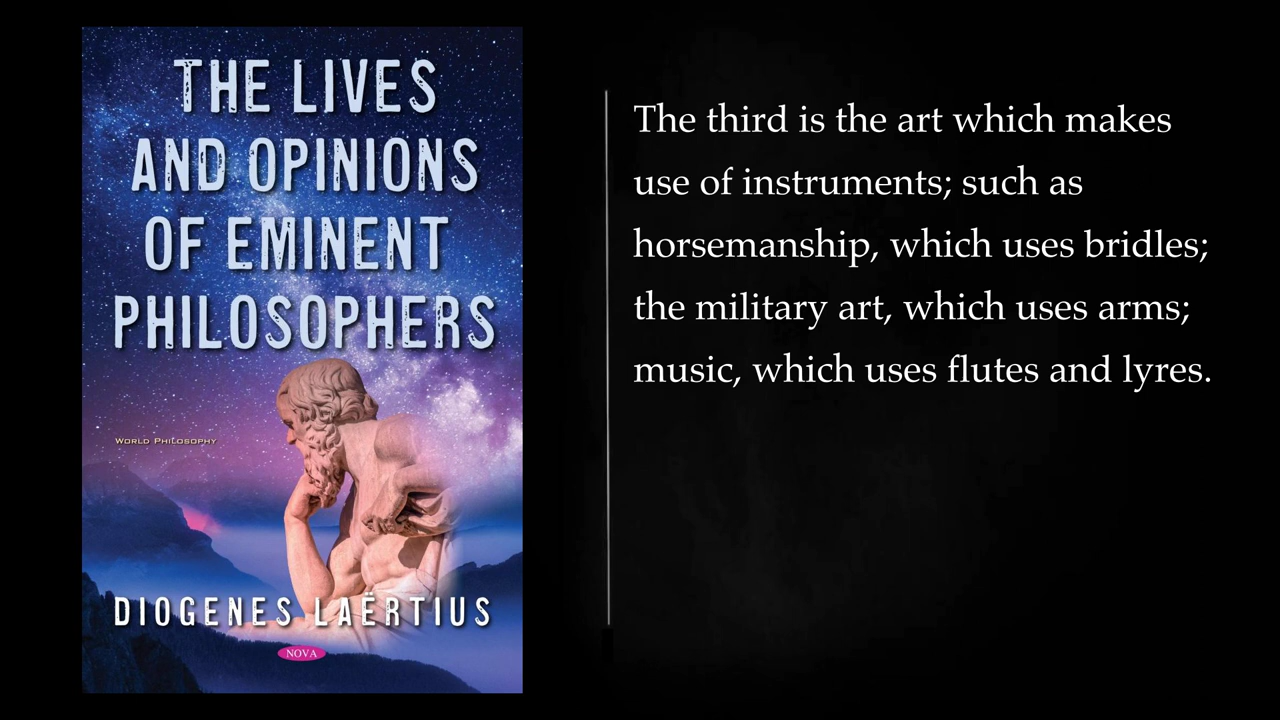 THE LIVES
AND OPINIONS
OF EMINENT
PHILOSOPHERS
WORLD PHILOSOPHY
DIOGENES LAËRTIUS
NOVA
The third is the art which makes
use of instruments; such as
horsemanship, which uses bridles;
the military art, which uses arms;
music, which uses flutes and lyres.